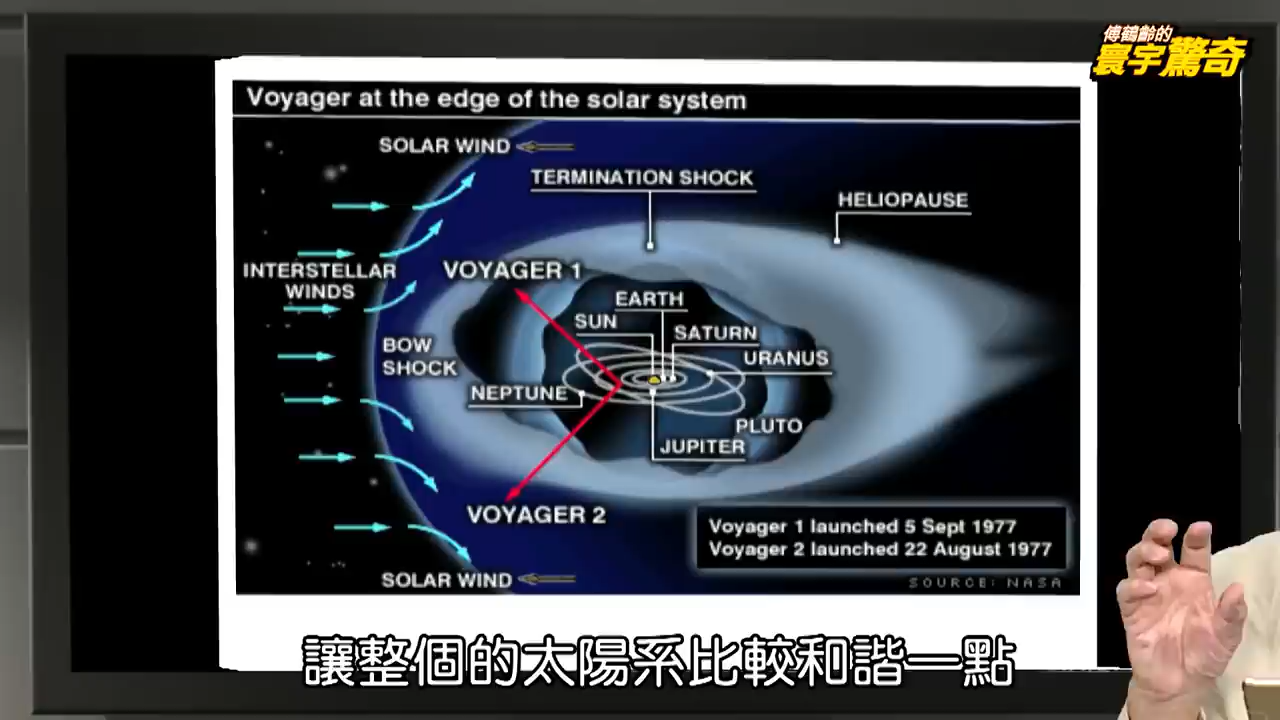 傅鶴齡的
寰宇驚奇
Voyager at the edge of the solar system
SOLAR WIND
TERMINATION SHOCK
HELIOPAUSE
INTERSTELLAR
WINDS
VOYAGER 1
EARTH
SUN
SATURN
URANUS
BOW
SHOCK
NEPTUNE
PLUTO
JUPITER
VOYAGER 2
Voyager 1 launched 5 Sept 1977
Voyager 2 launched 22 August 1977
SOLAR WIND
SOURCE: NASA
讓整個的太陽系比較和諧一點